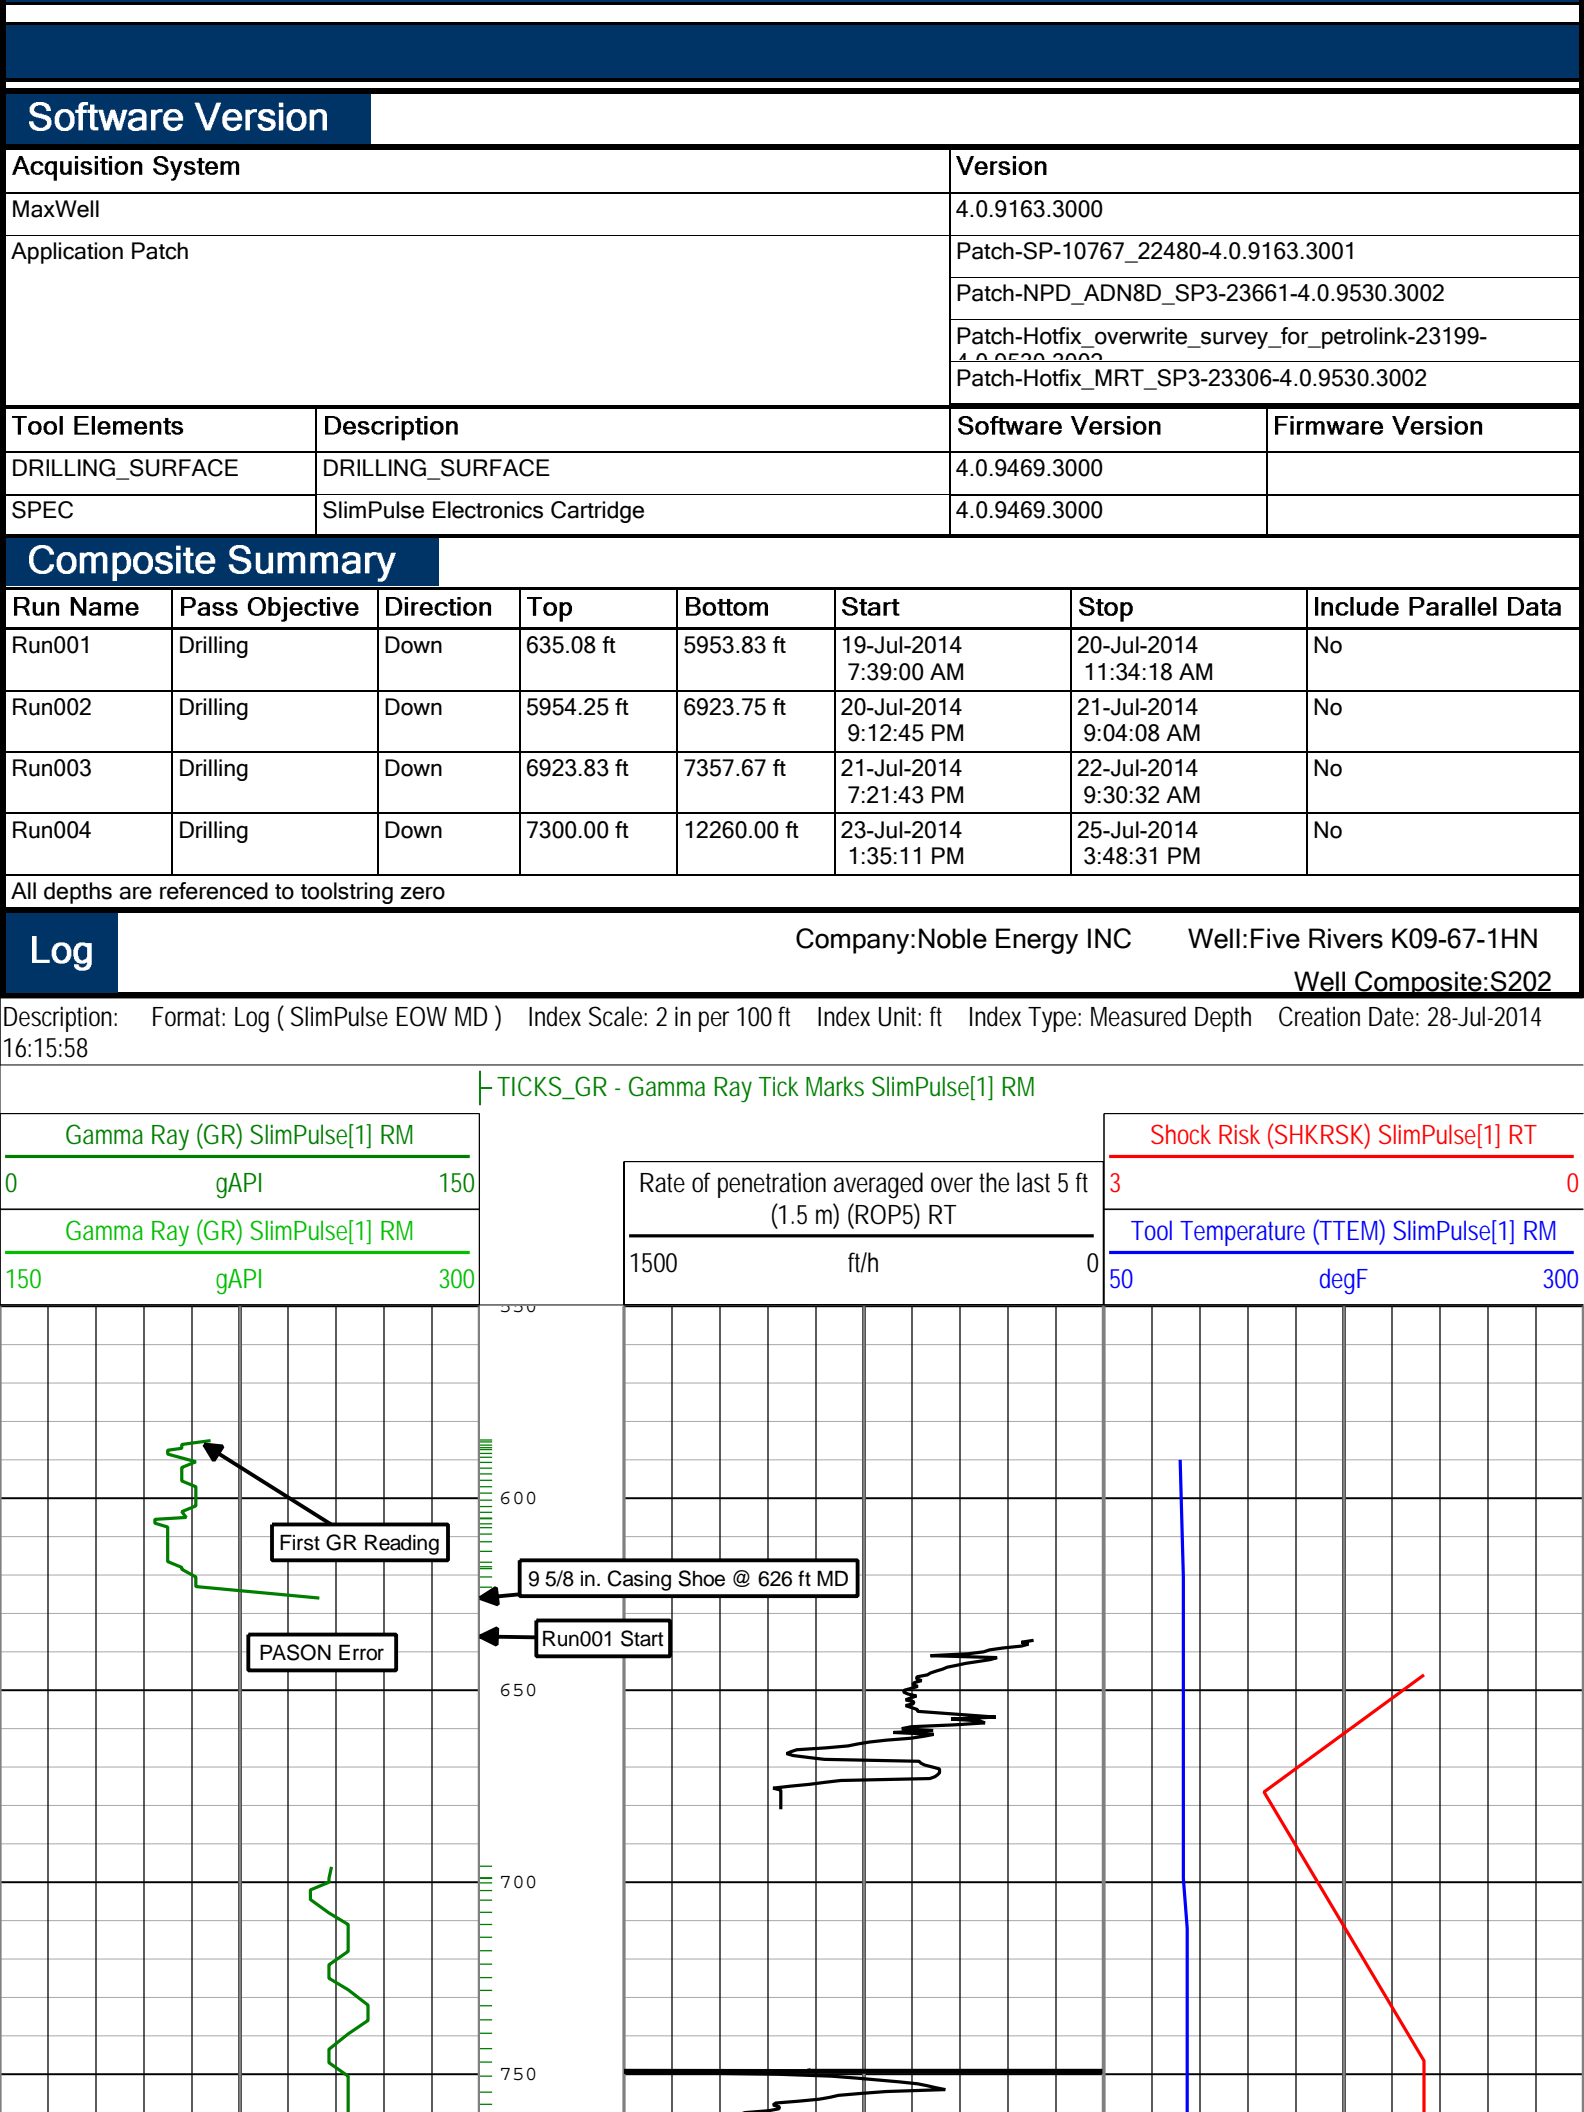 Software Version
Acquisition System Version
MaxWell 4.0.9163.3000
Application Patch Patch-SP-10767_22480-4.0.9163.3001
Patch-NPD_ADN8D_SP3-23661-4.0.9530.3002
Patch-Hotfix_overwrite_survey_for_petrolink-23199-
4.0.9530.3002
Patch-Hotfix_MRT_SP3-23306-4.0.9530.3002
Tool Elements Description Software Version Firmware Version
DRILLING_SURFACE DRILLING_SURFACE 4.0.9469.3000
SPEC SlimPulse Electronics Cartridge 4.0.9469.3000
Composite Summary
Run Name Pass Objective Direction Top Bottom Start Stop Include Parallel Data
Run001 Drilling Down 635.08 ft 5953.83 ft 19-Jul-2014 20-Jul-2014 No
7:39:00 AM 11:34:18 AM
Run002 Drilling Down 5954.25 ft 6923.75 ft 20-Jul-2014 21-Jul-2014 No
9:12:45 PM 9:04:08 AM
Run003 Drilling Down 6923.83 ft 7357.67 ft 21-Jul-2014 22-Jul-2014 No
7:21:43 PM 9:30:32 AM
Run004 Drilling Down 7300.00 ft 12260.00 ft 23-Jul-2014 25-Jul-2014 No
1:35:11 PM 3:48:31 PM
All depths are referenced to toolstring zero
Log Company:Noble Energy INC Well:Five Rivers K09-67-1HN
Well Composite:S202
Description: Format: Log ( SlimPulse EOW MD ) Index Scale: 2 in per 100 ft Index Unit: ft Index Type: Measured Depth Creation Date: 28-Jul-2014
16:15:58
TICKS_GR - Gamma Ray Tick Marks SlimPulse[1] RM
Gamma Ray (GR) SlimPulse[1] RM
0 gAPI 150
Gamma Ray (GR) SlimPulse[1] RM
150 gAPI 300
Rate of penetration averaged over the last 5 ft
(1.5 m) (ROP5) RT
1500 ft/h 0
Shock Risk (SHKRSK) SlimPulse[1] RT
3 0
Tool Temperature (TTEM) SlimPulse[1] RM
50 degF 300
550
600
First GR Reading
9 5/8 in. Casing Shoe @ 626 ft MD
Run001 Start
PASON Error
650
700
750